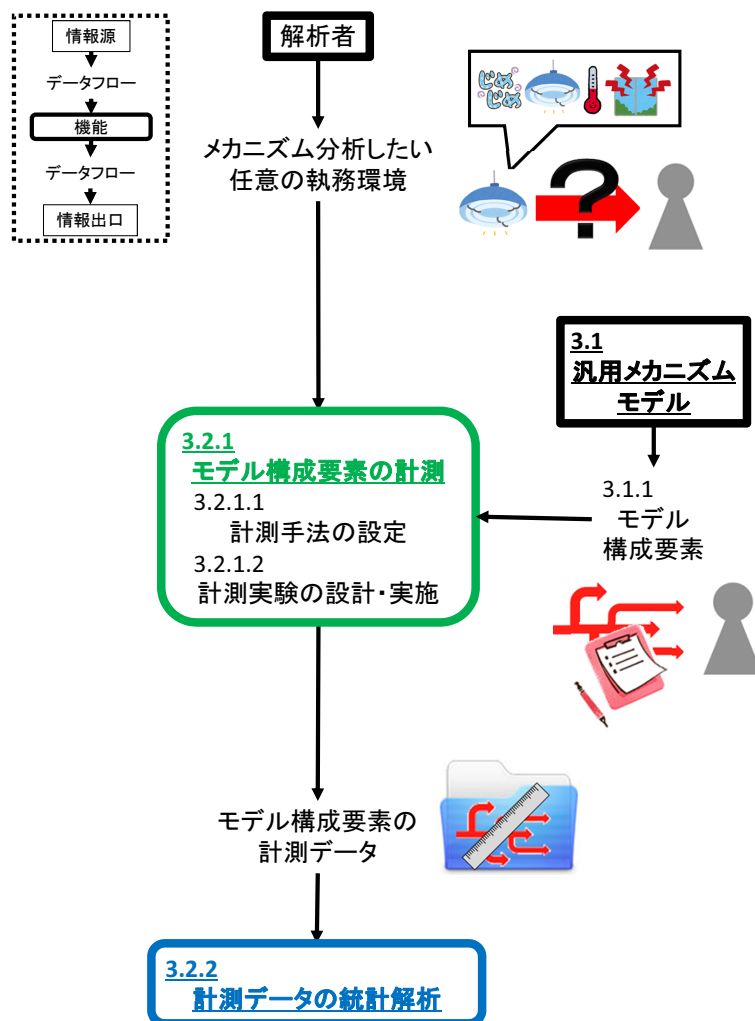 情報源
データフロー
機能
データフロー
情報出口
解析者
メカニズム分析したい
任意の執務環境
じめ
じめ
3.1
汎用メカニズム
モデル
3.1.1
モデル
構成要素
3.2.1
モデル構成要素の計測
3.2.1.1
計測手法の設定
3.2.1.2
計測実験の設計・実施
モデル構成要素の
計測データ
3.2.2
計測データの統計解析